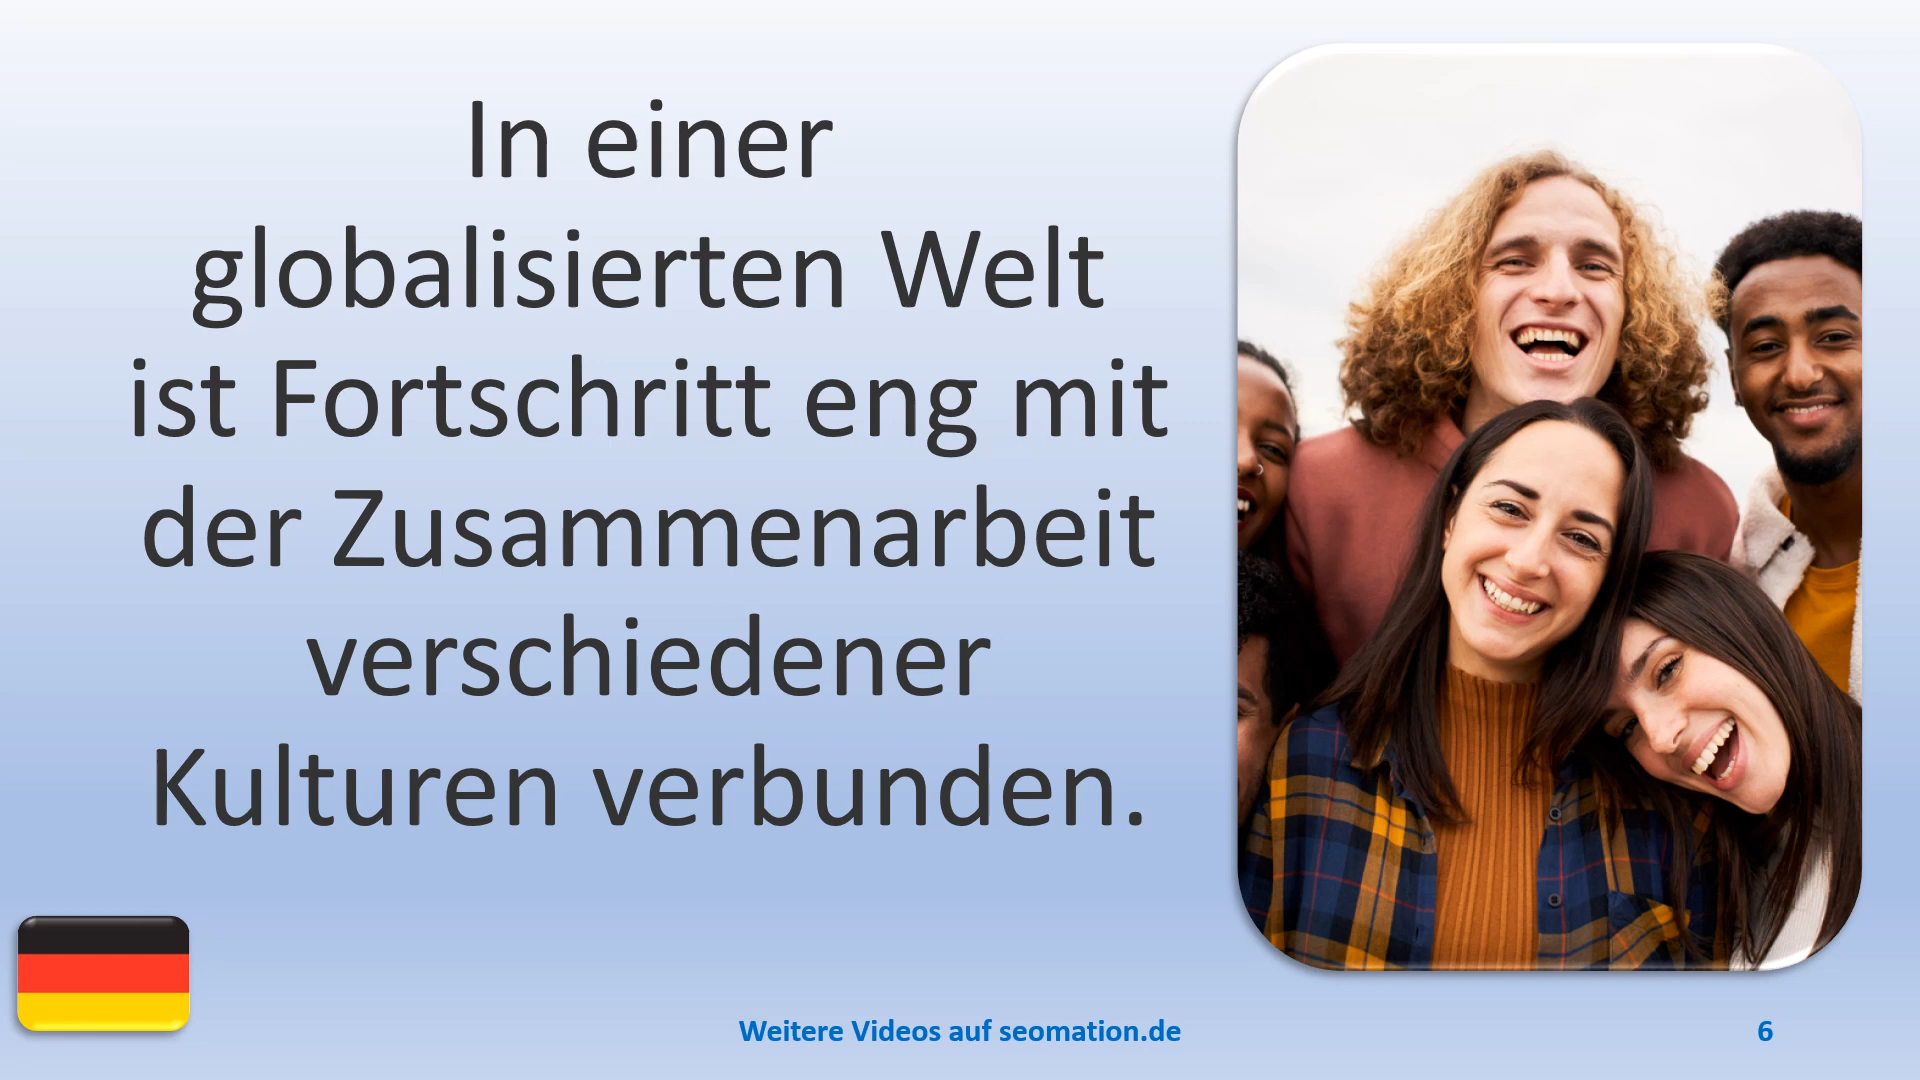 In einer
globalisierten Welt
ist Fortschritt eng mit
der Zusammenarbeit
verschiedener
Kulturen verbunden.
Weitere Videos auf seomation.de
6